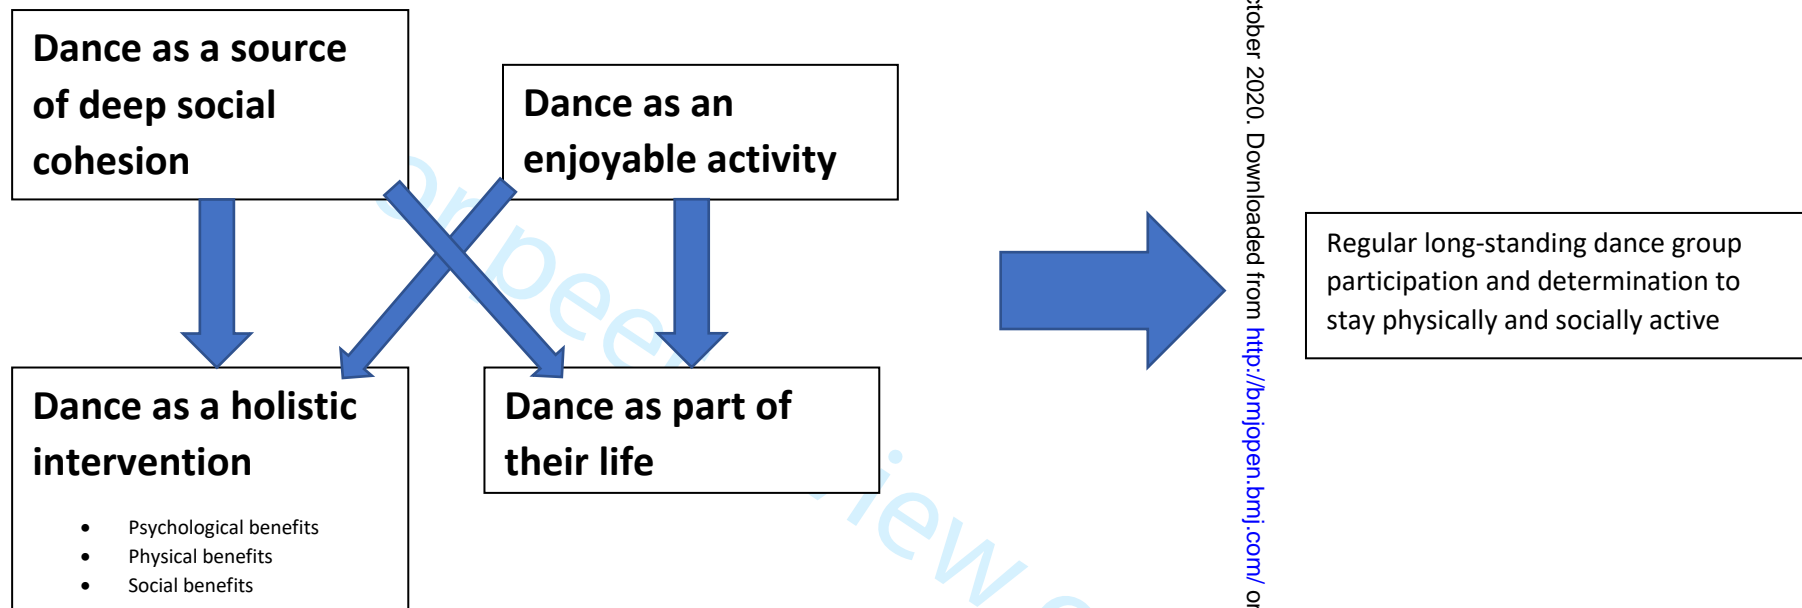 Dance as a source
of deep social
cohesion
Dance as an
enjoyable activity
Dance as a holistic
intervention
• Psychological benefits
• Physical benefits
• Social benefits
Dance as part of
their life
Regular long-standing dance group
participation and determination to
stay physically and socially active
2020. Downloaded from http://bmjopen.bmj.com/
peer